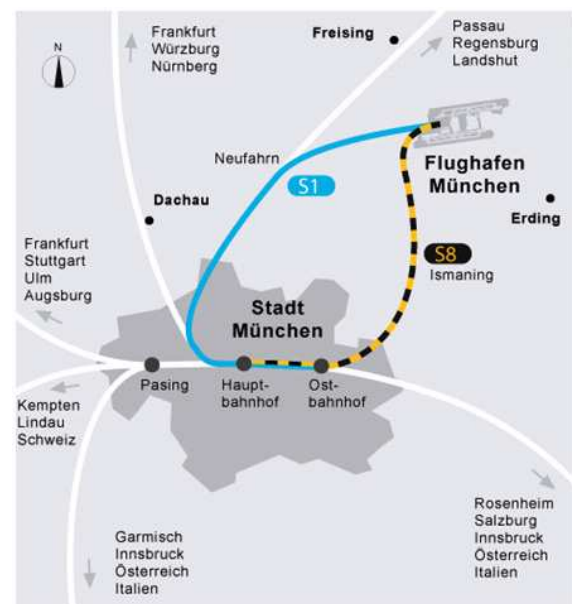 N
Frankfurt
Würzburg
Nürnberg
Freising
Passau
Regensburg
Landshut
Neufahrn
S1
Flughafen
München
Dachau
Erding
Frankfurt
Stuttgart
Ulm
Augsburg
S8
Ismaning
Stadt
München
Pasing
Haupt-
bahnhof
Ost-
bahnhof
Kempten
Lindau
Schweiz
Rosenheim
Salzburg
Innsbruck
Österreich
Italien
Garmisch
Innsbruck
Österreich
Italien